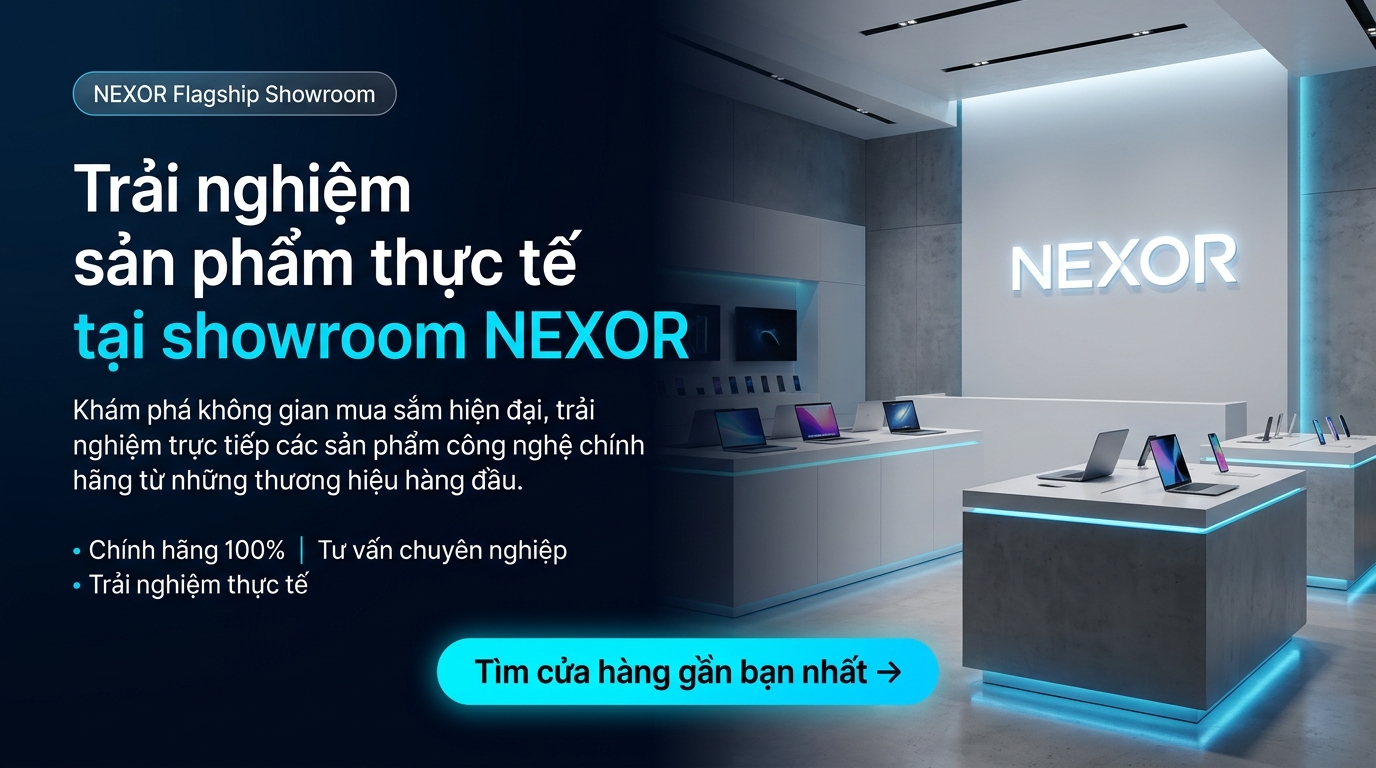 NEXOR Flagship Showroom
Trải nghiệm
sản phẩm thực tế
tại showroom NEXOR
Khám phá không gian mua sắm hiện đại, trải
nghiệm trực tiếp các sản phẩm công nghệ chính
hãng từ những thương hiệu hàng đầu.
• Chính hãng 100% | Tư vấn chuyên nghiệp
• Trải nghiệm thực tế
Tìm cửa hàng gần bạn nhất →
NEXOR